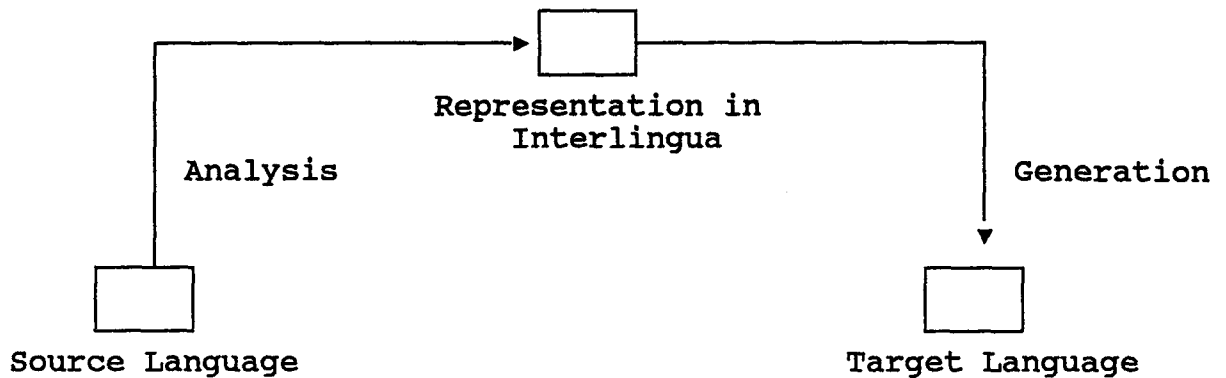 Representation in
Interlingua
Analysis
Generation
Source Language
Target Language